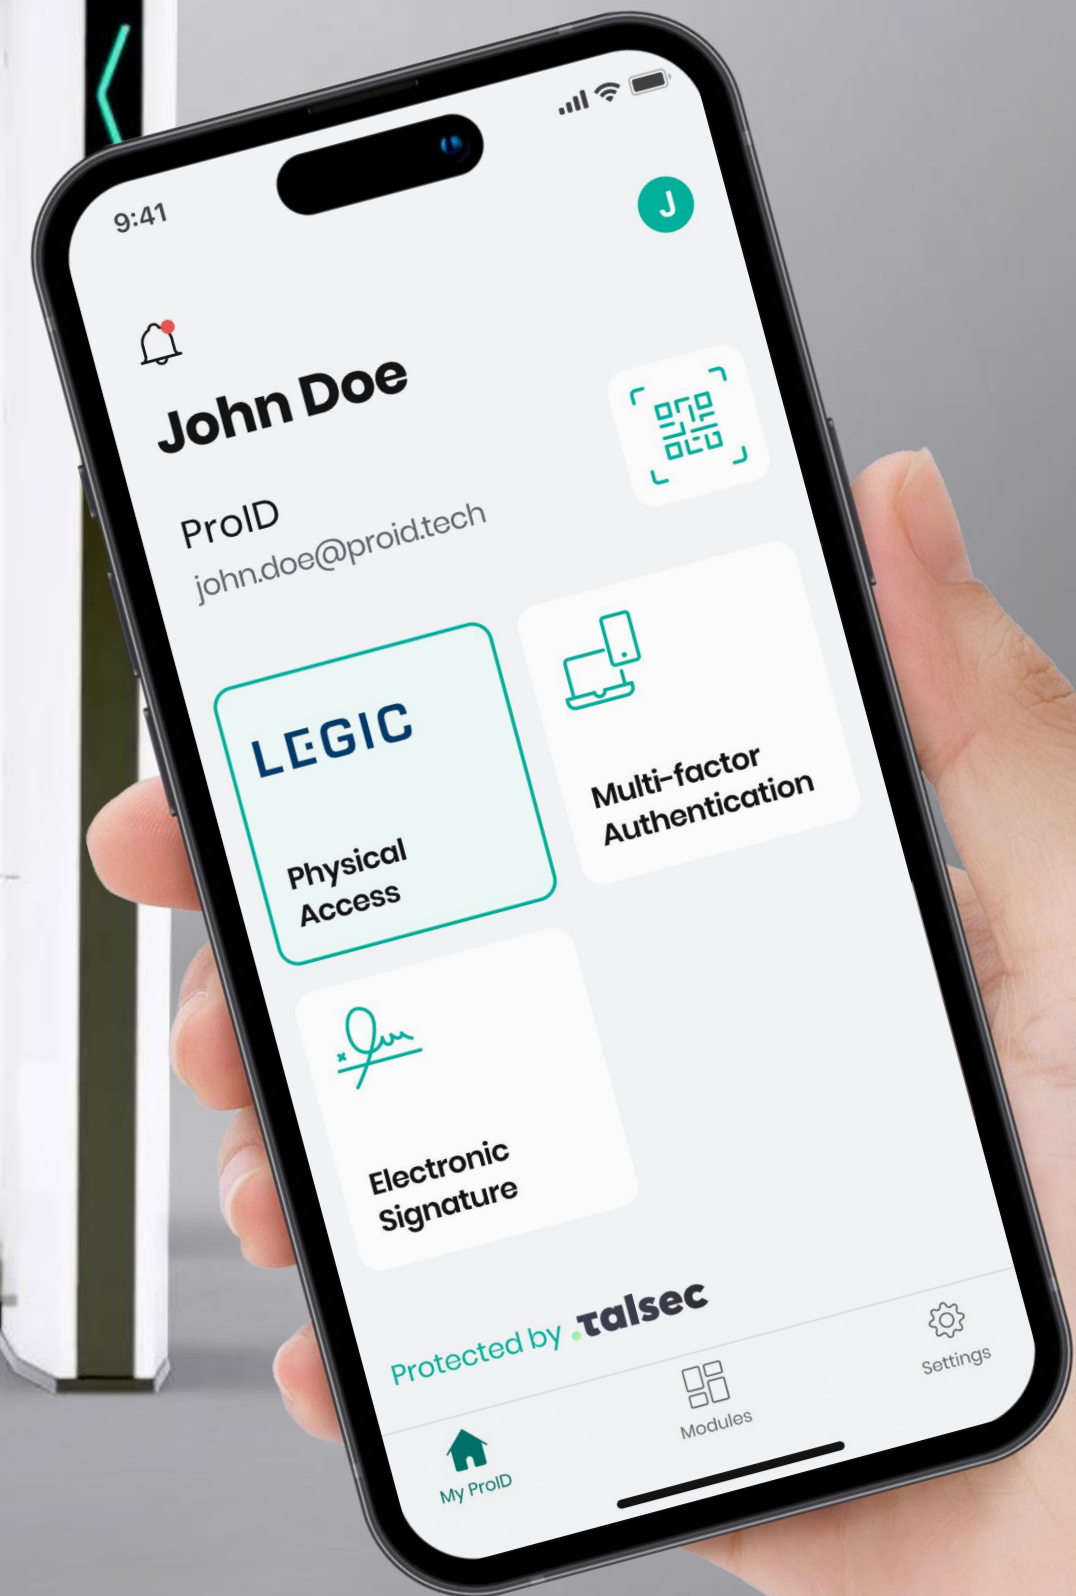 9:41
J
John Doe
ProID
john.doe@proid.tech
LEGIC
Physical
Access
Multi-factor
Authentication
Electronic
Signature
Protected by .talsec
My ProID
Modules
Settings